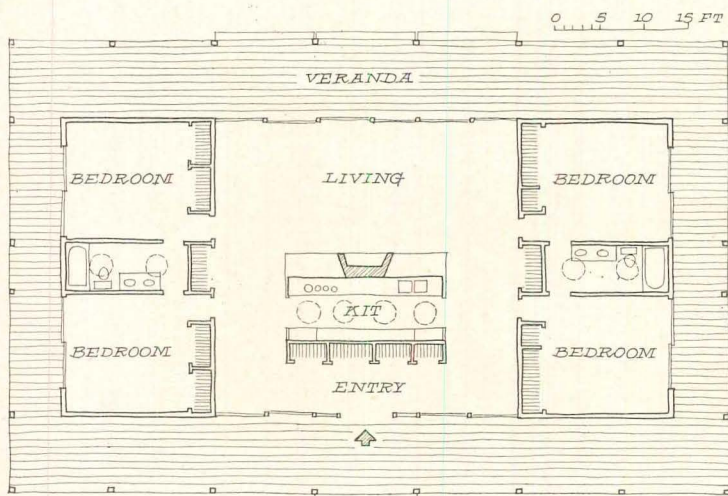 0 5 10 15 FT
VERANDA
BEDROOM
LIVING
BEDROOM
KIT
BEDROOM
BEDROOM
ENTRY